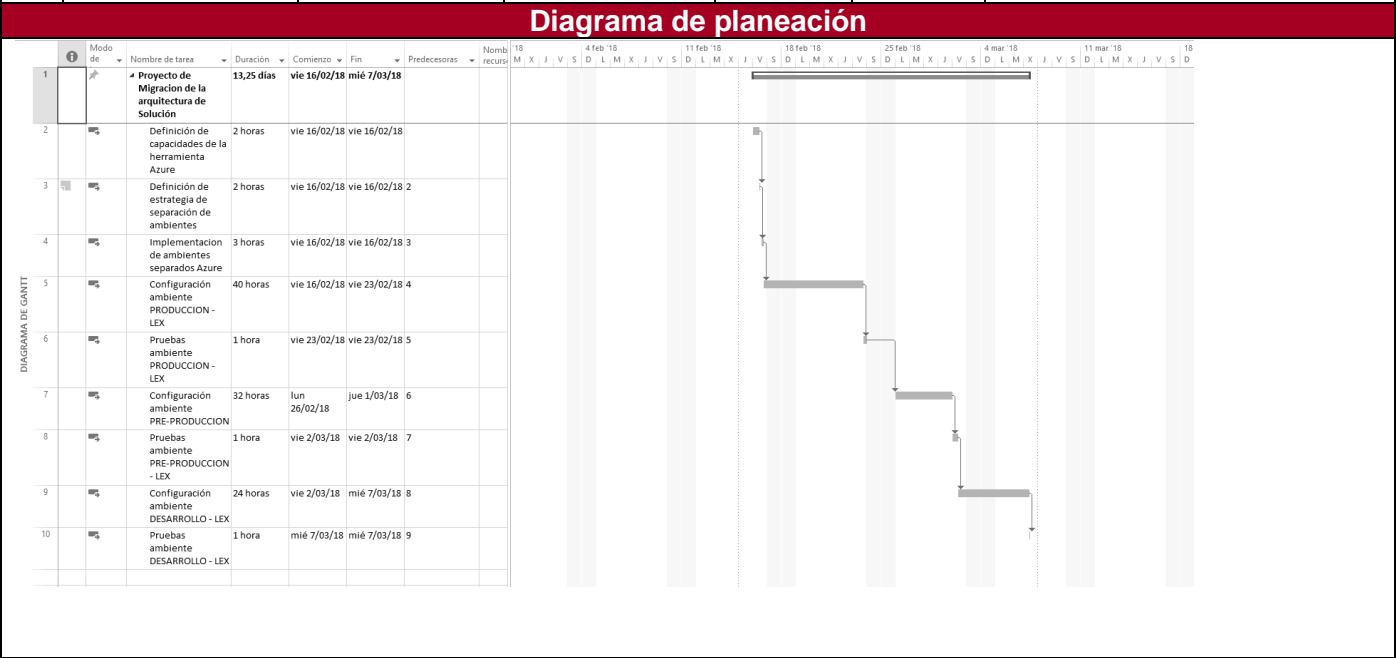 Diagrama de planeación
Modo
de
Nombre de tarea
Duración
Comienzo
Fin
Predecesoras
Nomb
recurs
'18
4 feb '18
11 feb '18
18 feb '18
25 feb '18
4 mar '18
11 mar '18
18
M X J V S D L M X J V S D L M X J V S D L M X J V S D L M X J V S D L M X J V S D L M X J V S D
1
Proyecto de
Migracion de la
arquitectura de
Solución
13,25 días
vie 16/02/18
mié 7/03/18
2
Definición de
capacidades de la
herramienta
Azure
2 horas
vie 16/02/18
vie 16/02/18
3
Definición de
estrategia de
separación de
ambientes
2 horas
vie 16/02/18
vie 16/02/18
2
4
Implementacion
de ambientes
separados Azure
3 horas
vie 16/02/18
vie 16/02/18
3
5
Configuración
ambiente
PRODUCCION -
LEX
40 horas
vie 16/02/18
vie 23/02/18
4
6
Pruebas
ambiente
PRODUCCION -
LEX
1 hora
vie 23/02/18
vie 23/02/18
5
7
Configuración
ambiente
PRE-PRODUCCION
32 horas
lun
26/02/18
jue 1/03/18
6
8
Pruebas
ambiente
PRE-PRODUCCION
- LEX
1 hora
vie 2/03/18
vie 2/03/18
7
9
Configuración
ambiente
DESARROLLO - LEX
24 horas
vie 2/03/18
mié 7/03/18
8
10
Pruebas
ambiente
DESARROLLO - LEX
1 hora
mié 7/03/18
mié 7/03/18
9
DIAGRAMA DE GANTT